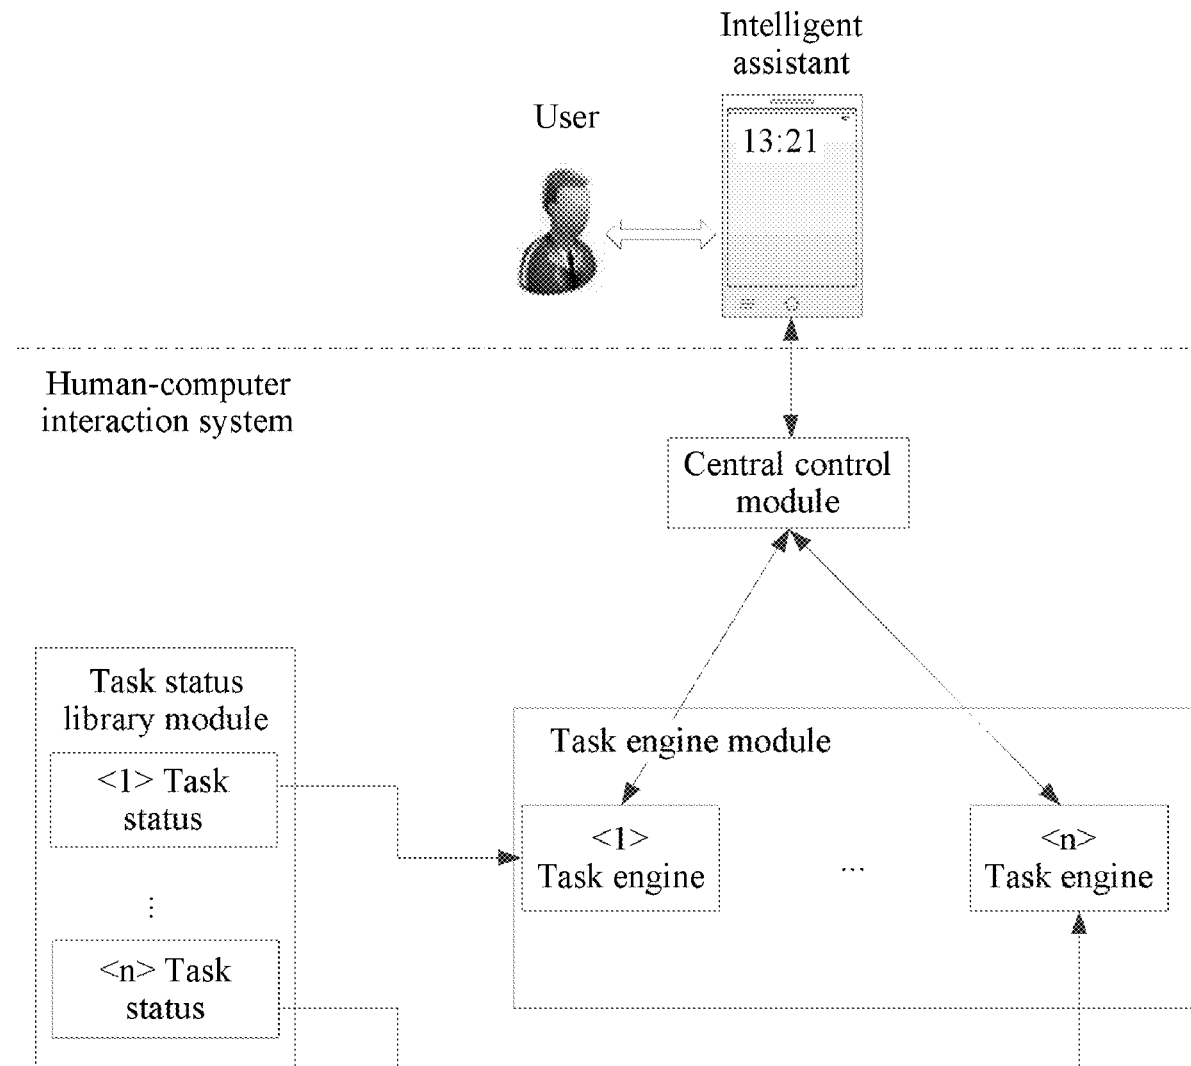 Intelligent
assistant
User
13:21
Human-computer
interaction system
Central control
module
Task status
library module
Task engine module
<1> Task
status
<1>
Task engine
...
<n>
Task engine
⋮
<n> Task
status